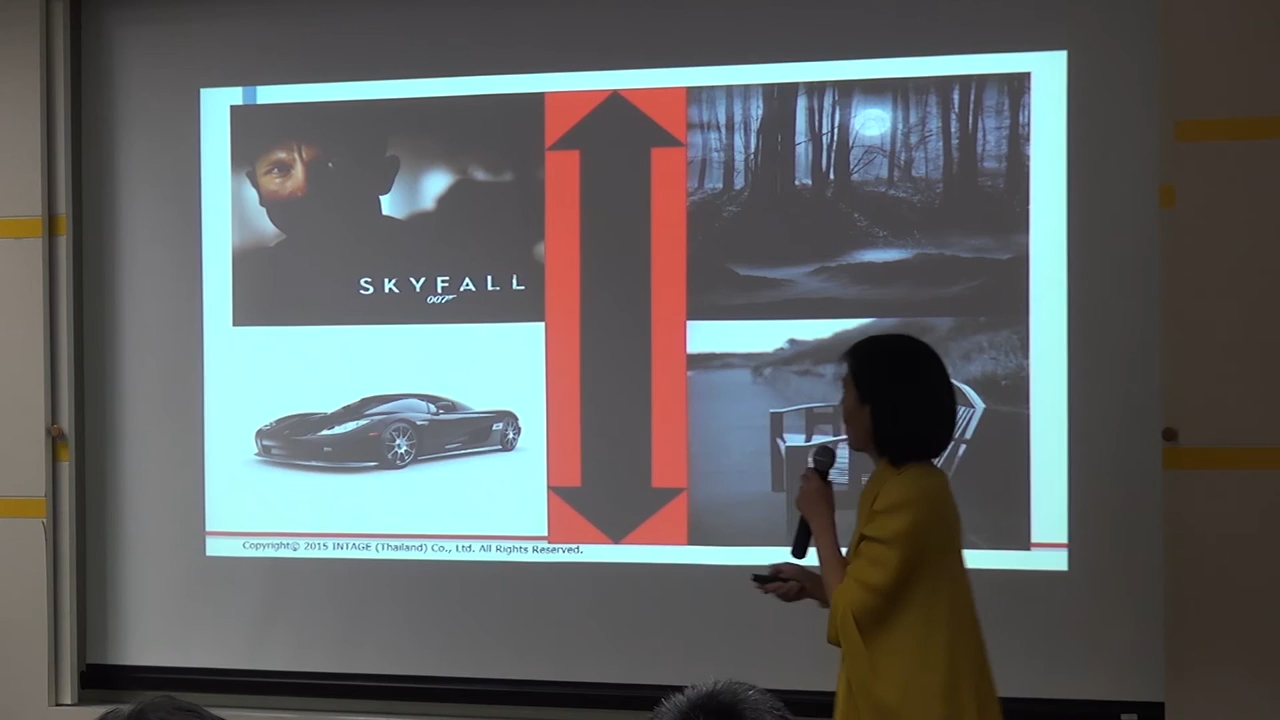 SKYFALL
007
Copyright© 2015 INTAGE (Thailand) Co., Ltd. All Rights Reserved.